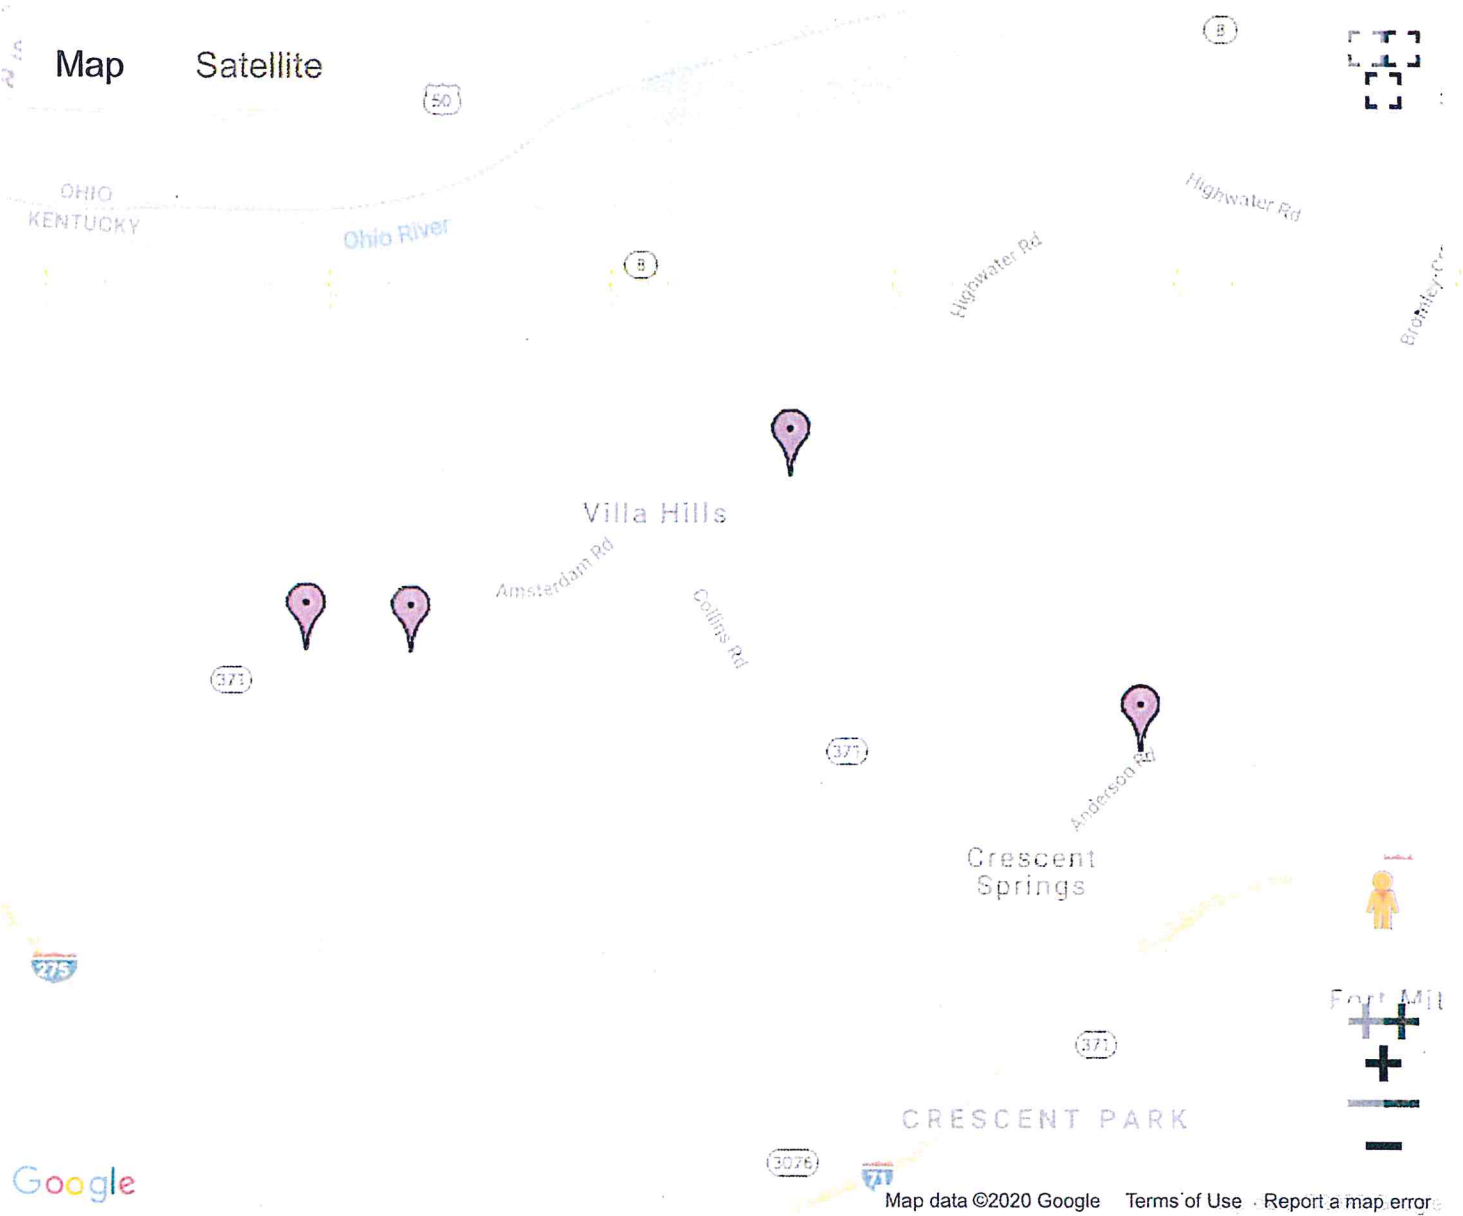 8
Map Satellite
50
OHIO
KENTUCKY
Ohio River
Highwater Rd
Highwater Rd
8
Villa Hills
Amsterdam Rd
Collins Rd
371
371
Anderson Rd
Crescent
Springs
275
Fort Mit
371
CRESCENT PARK
3076
71
Google
Map data ©2020 Google Terms of Use Report a map error